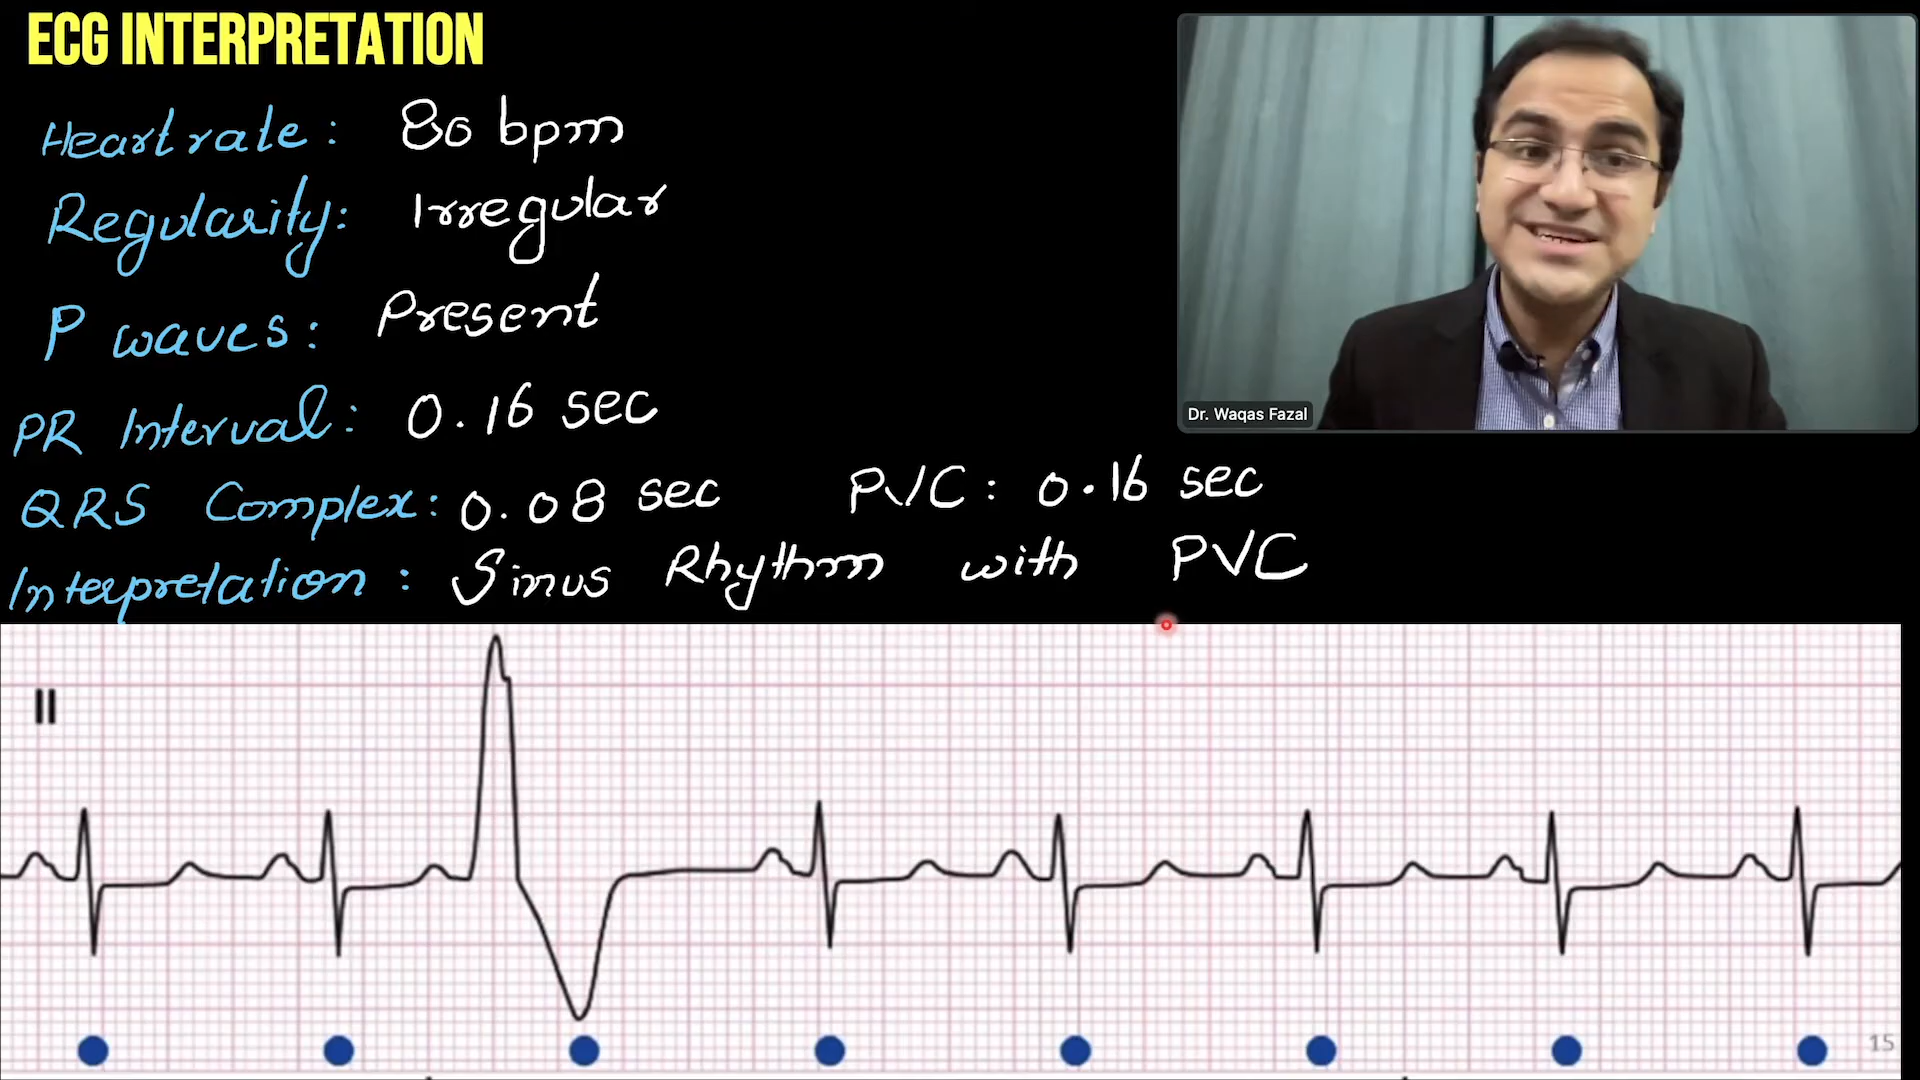 ECG INTERPRETATION
Heart rate: 80 bpm
Regularity: Irregular
P waves: Present
PR Interval: 0.16 sec
QRS Complex: 0.08 sec PVC: 0.16 sec
Interpretation: Sinus Rhythm with PVC
Dr. Waqas Fazal
II
15